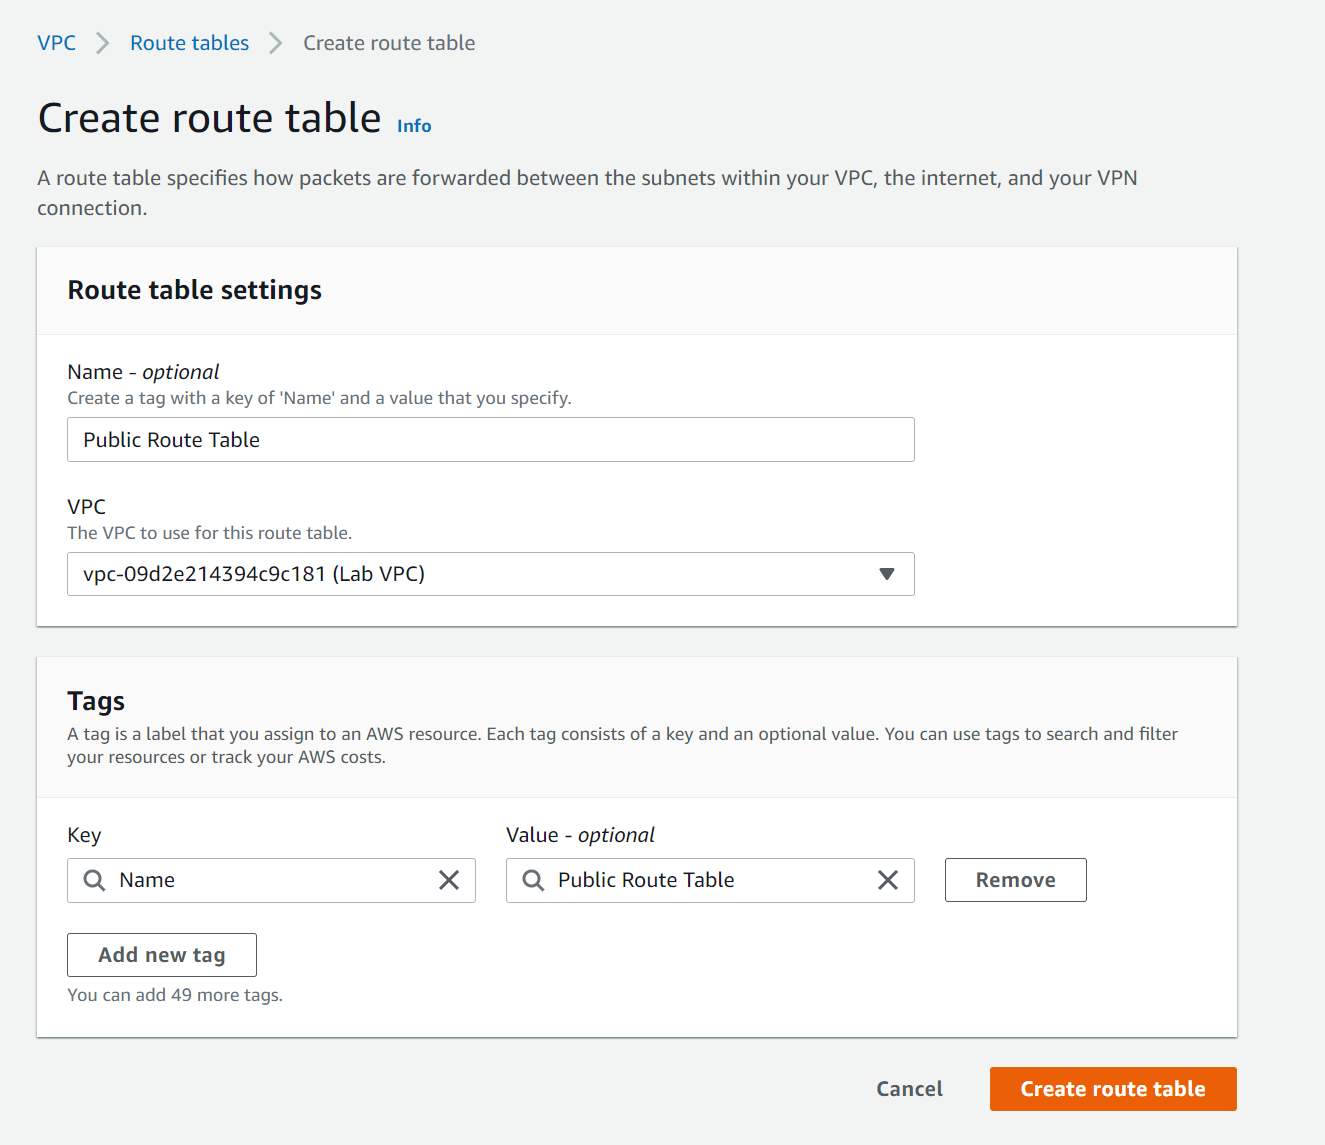 VPC > Route tables > Create route table
Create route table Info
A route table specifies how packets are forwarded between the subnets within your VPC, the internet, and your VPN
connection.
Route table settings
Name - optional
Create a tag with a key of 'Name' and a value that you specify.
Public Route Table
VPC
The VPC to use for this route table.
vpc-09d2e214394c9c181 (Lab VPC)
Tags
A tag is a label that you assign to an AWS resource. Each tag consists of a key and an optional value. You can use tags to search and filter
your resources or track your AWS costs.
Key Value - optional
Name Public Route Table Remove
Add new tag
You can add 49 more tags.
Cancel Create route table